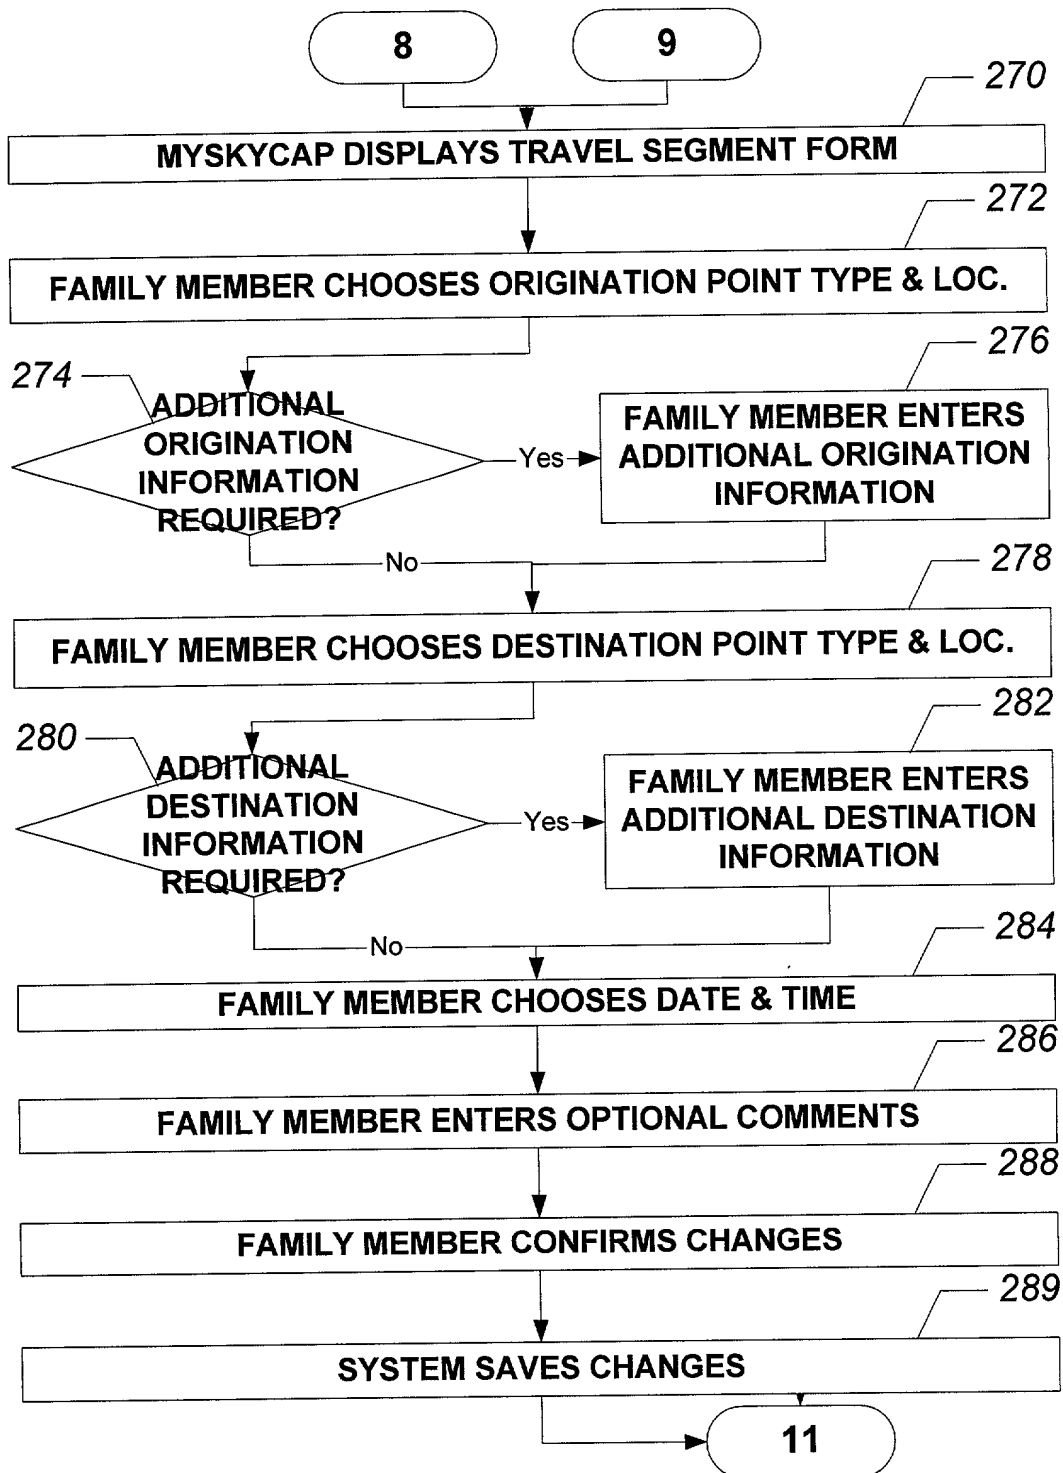 8
9
270
MYSKYCAP DISPLAYS TRAVEL SEGMENT FORM
272
FAMILY MEMBER CHOOSES ORIGINATION POINT TYPE & LOC.
274
ADDITIONAL
ORIGINATION
INFORMATION
REQUIRED?
Yes
276
FAMILY MEMBER ENTERS
ADDITIONAL ORIGINATION
INFORMATION
No
278
FAMILY MEMBER CHOOSES DESTINATION POINT TYPE & LOC.
280
ADDITIONAL
DESTINATION
INFORMATION
REQUIRED?
Yes
282
FAMILY MEMBER ENTERS
ADDITIONAL DESTINATION
INFORMATION
No
284
FAMILY MEMBER CHOOSES DATE & TIME
286
FAMILY MEMBER ENTERS OPTIONAL COMMENTS
288
FAMILY MEMBER CONFIRMS CHANGES
289
SYSTEM SAVES CHANGES
11